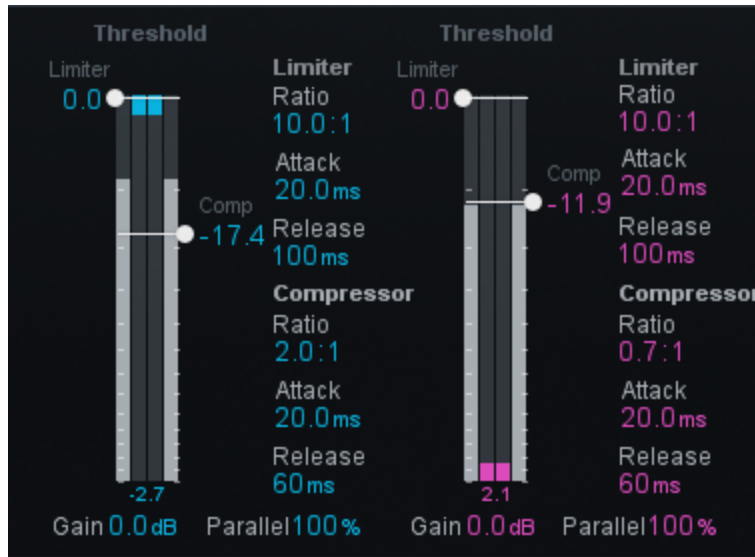 Threshold
Limiter
0.0
Comp
-17.4
-2.7
Limiter
Ratio
10.0:1
Attack
20.0ms
Release
100ms
Compressor
Ratio
2.0:1
Attack
20.0ms
Release
60ms
Gain 0.0dB Parallel 100%
Threshold
Limiter
0.0
Comp
-11.9
2.1
Limiter
Ratio
10.0:1
Attack
20.0ms
Release
100ms
Compressor
Ratio
0.7:1
Attack
20.0ms
Release
60ms
Gain 0.0dB Parallel 100%